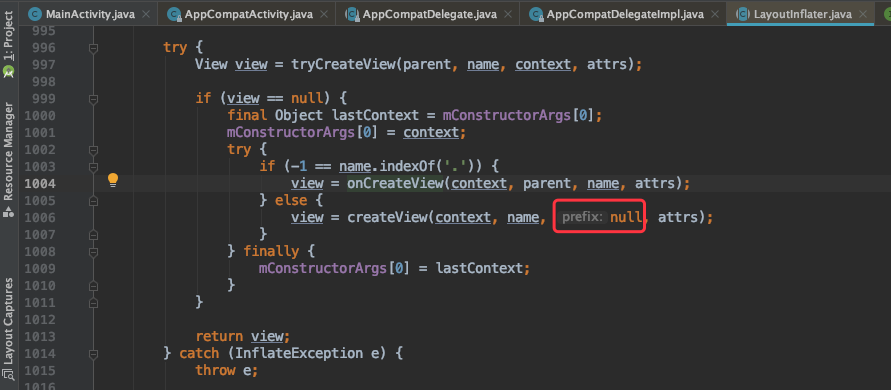 MainActivity.java × AppCompatActivity.java × AppCompatDelegate.java × AppCompatDelegateImpl.java × LayoutInflater.java ×
1: Project
Resource Manager
Layout Captures
995
996 try {
997 View view = tryCreateView(parent, name, context, attrs);
998
999 if (view == null) {
1000 final Object lastContext = mConstructorArgs[0];
1001 mConstructorArgs[0] = context;
1002 try {
1003 if (-1 == name.indexOf('.')) {
1004 view = onCreateView(context, parent, name, attrs);
1005 } else {
1006 view = createView(context, name, prefix: null, attrs);
1007 }
1008 } finally {
1009 mConstructorArgs[0] = lastContext;
1010 }
1011 }
1012
1013 return view;
1014 } catch (InflateException e) {
1015 throw e;
1016